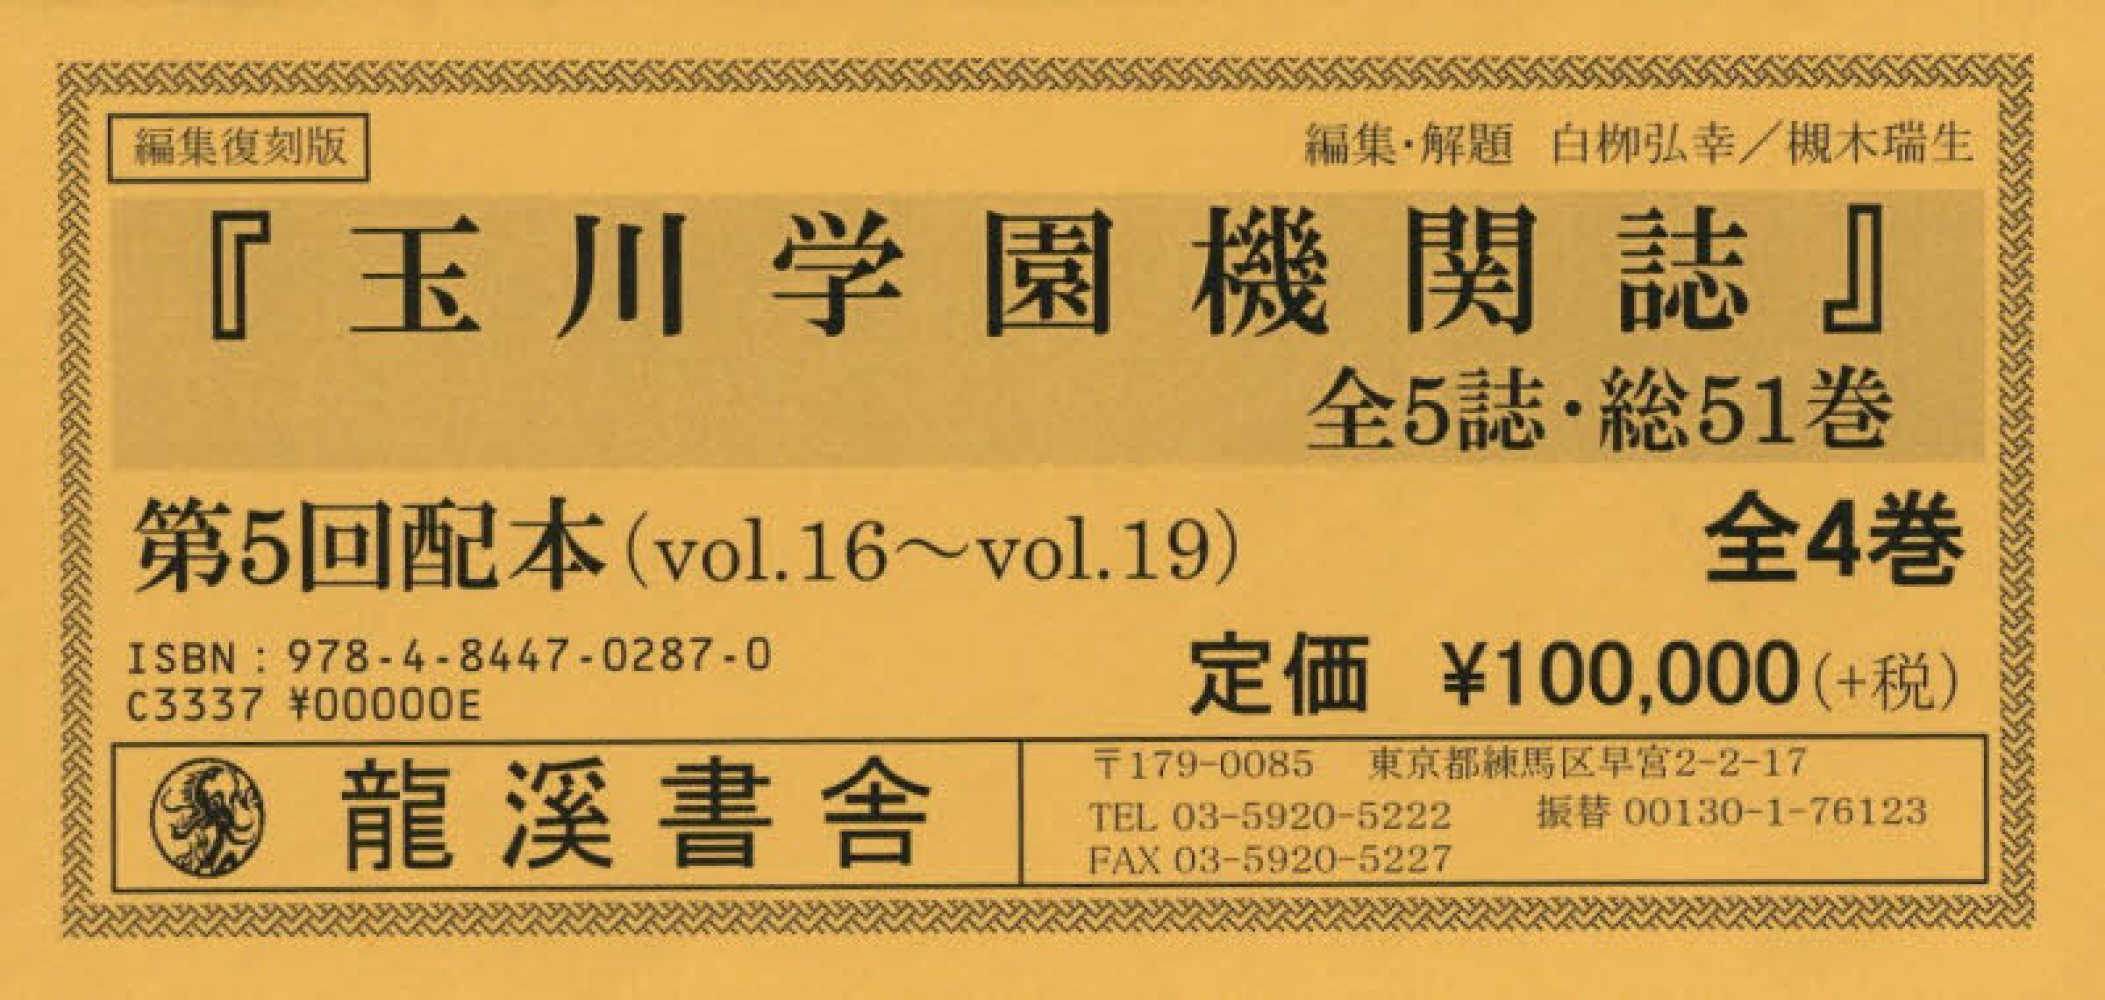 編集復刻版
編集・解題 白栁弘幸／槻木瑞生
『玉川学園機関誌』
全5誌・総51巻
第5回配本(vol.16〜vol.19)
全4巻
ISBN：978-4-8447-0287-0
C3337 ¥00000E
定価 ¥100,000(+税)
龍溪書舎
〒179-0085 東京都練馬区早宮2-2-17
TEL 03-5920-5222 振替 00130-1-76123
FAX 03-5920-5227